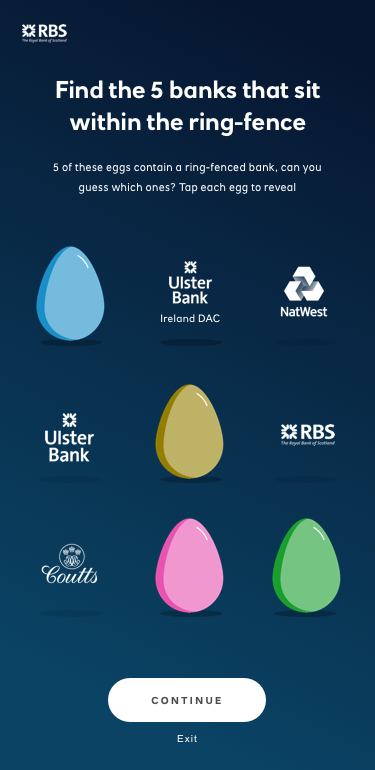 RBS
The Royal Bank of Scotland
Find the 5 banks that sit
within the ring-fence
5 of these eggs contain a ring-fenced bank, can you
guess which ones? Tap each egg to reveal
Ulster
Bank
Ireland DAC
NatWest
Ulster
Bank
RBS
The Royal Bank of Scotland
Coutts
CONTINUE
Exit